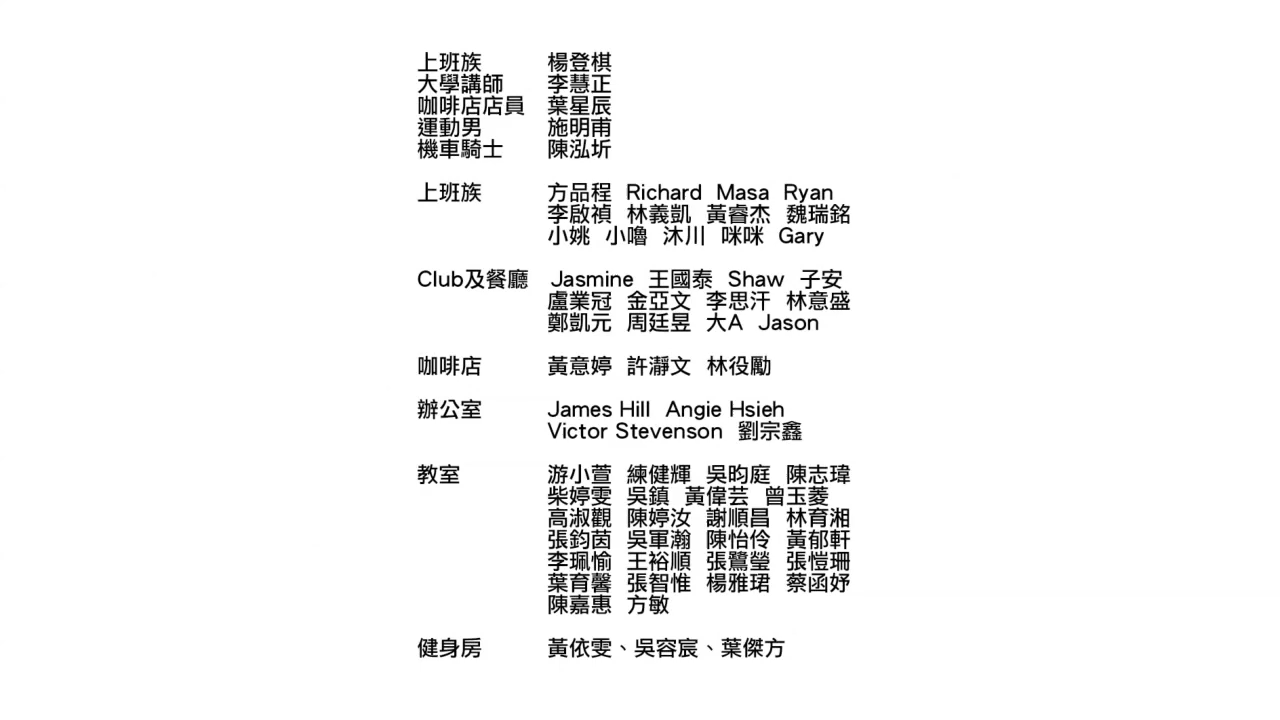 上班族 楊登棋
大學講師 李慧正
咖啡店店員 葉星辰
運動男 施明甫
機車騎士 陳泓圻
上班族 方品程 Richard Masa Ryan
李啟禎 林義凱 黃睿杰 魏瑞銘
小姚 小嚕 沐川 咪咪 Gary
Club及餐廳 Jasmine 王國泰 Shaw 子安
盧業冠 金亞文 李思汗 林意盛
鄭凱元 周廷昱 大A Jason
咖啡店 黃意婷 許瀞文 林役勵
辦公室 James Hill Angie Hsieh
Victor Stevenson 劉宗鑫
教室 游小萱 練健輝 吳昀庭 陳志瑋
柴婷雯 吳鎮 黃偉芸 曾玉菱
高淑觀 陳婷汝 謝順昌 林育湘
張鈞茵 吳軍瀚 陳怡伶 黃郁軒
李珮愉 王裕順 張鷺瑩 張愷珊
葉育馨 張智惟 楊雅珺 蔡函妤
陳嘉惠 方敏
健身房 黃依雯、吳容宸、葉傑方